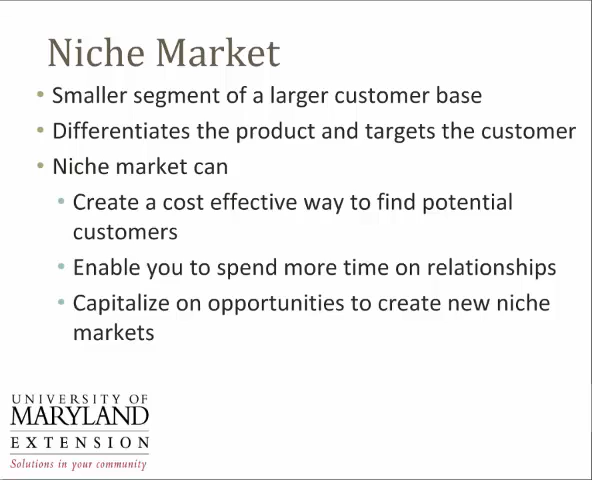 Niche Market
• Smaller segment of a larger customer base
• Differentiates the product and targets the customer
• Niche market can
• Create a cost effective way to find potential
customers
• Enable you to spend more time on relationships
• Capitalize on opportunities to create new niche
markets
UNIVERSITY OF
MARYLAND
EXTENSION
Solutions in your community